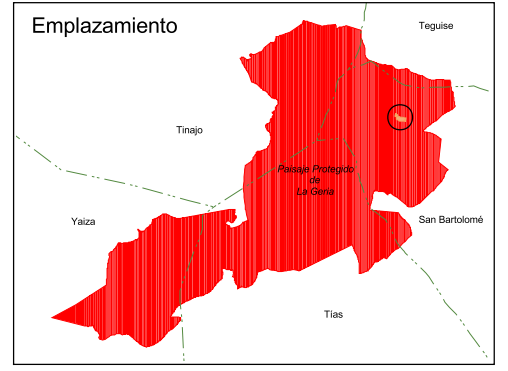 Emplazamiento
Teguise
Tinajo
Paisaje Protegido
de
La Geria
Yaiza
San Bartolomé
Tías